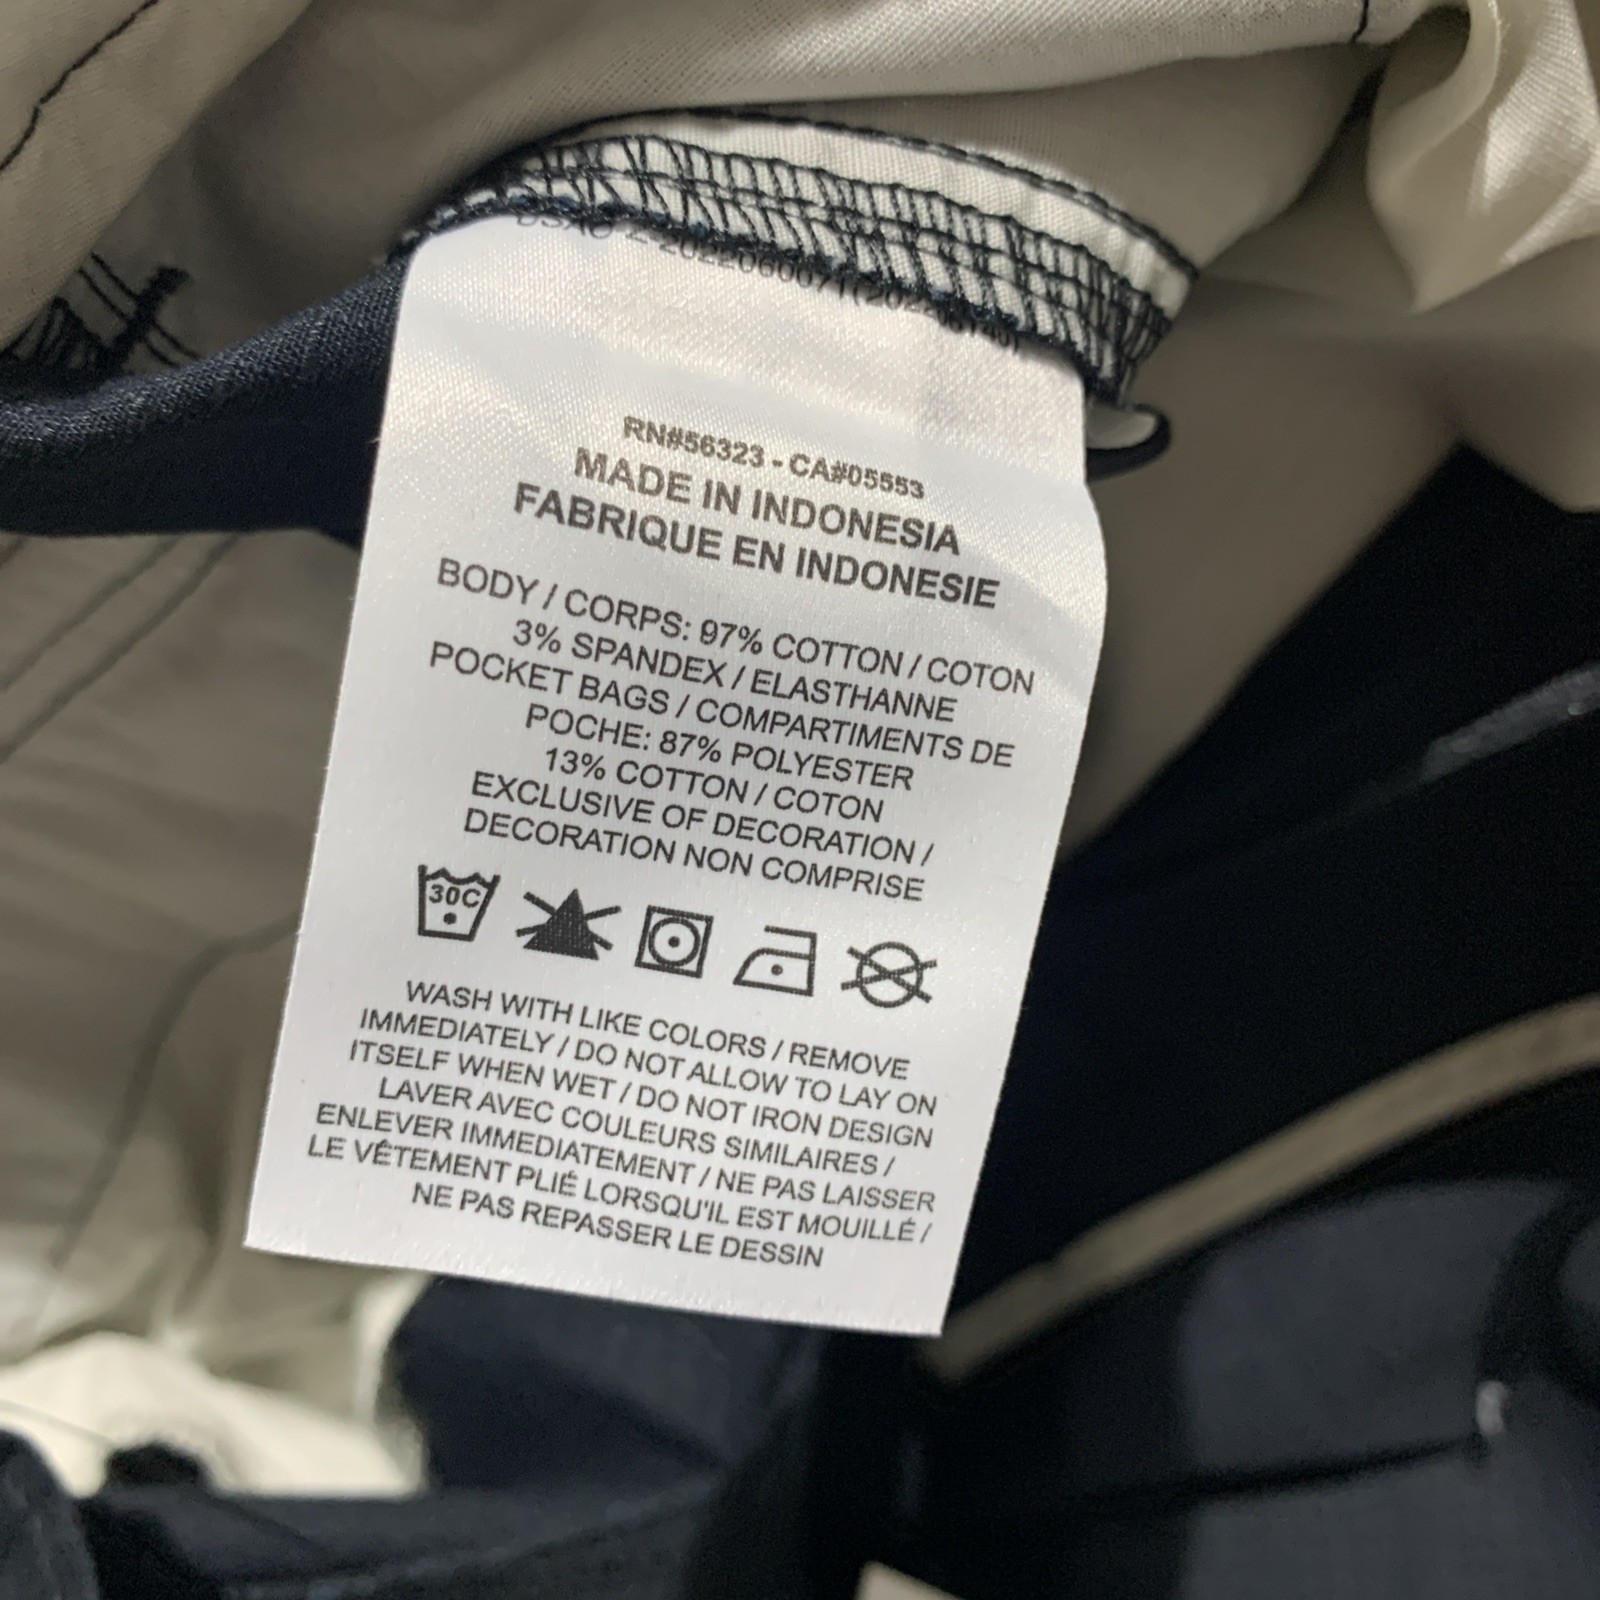 RN#56323 - CA#05553
MADE IN INDONESIA
FABRIQUE EN INDONESIE
BODY / CORPS: 97% COTTON / COTON
3% SPANDEX / ELASTHANNE
POCKET BAGS / COMPARTIMENTS DE
POCHE: 87% POLYESTER
13% COTTON / COTON
EXCLUSIVE OF DECORATION /
DECORATION NON COMPRISE
30C
WASH WITH LIKE COLORS / REMOVE
IMMEDIATELY / DO NOT ALLOW TO LAY ON
ITSELF WHEN WET / DO NOT IRON DESIGN
LAVER AVEC COULEURS SIMILAIRES /
ENLEVER IMMEDIATEMENT / NE PAS LAISSER
LE VÊTEMENT PLIÉ LORSQU'IL EST MOUILLÉ /
NE PAS REPASSER LE DESSIN